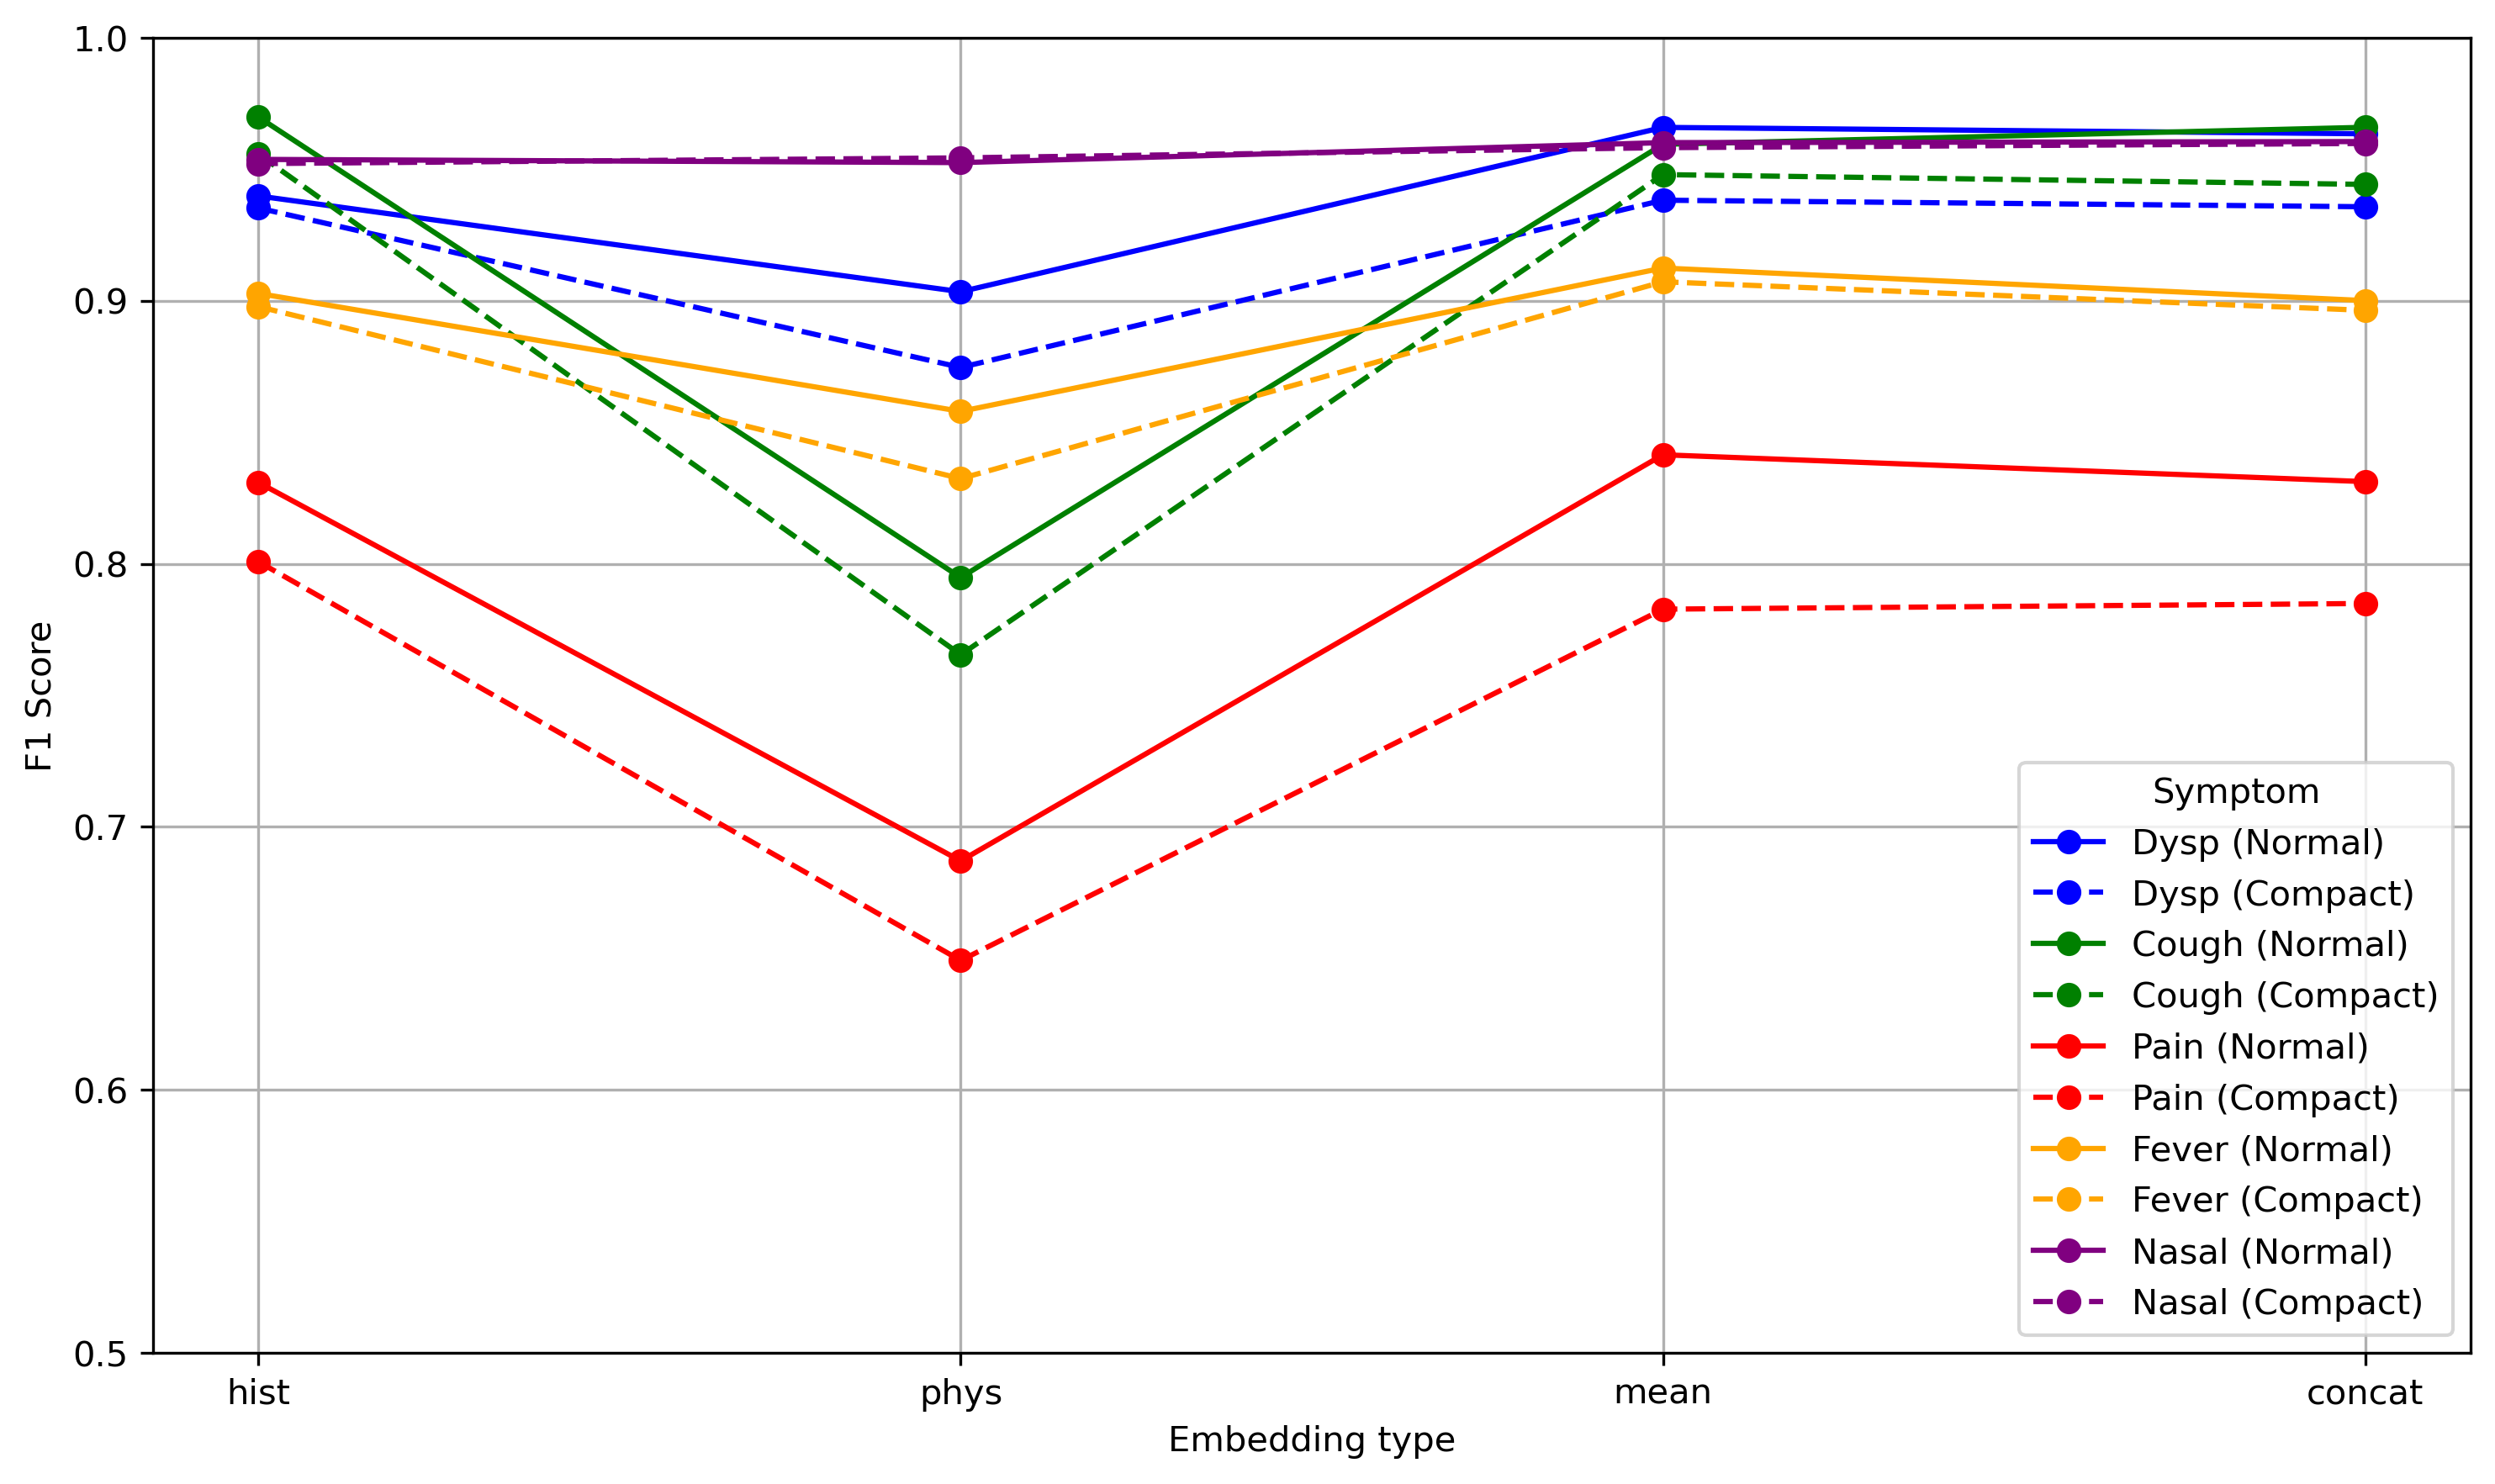 1.0
0.9
0.8
0.7
0.6
0.5
F1 Score
hist
phys
mean
concat
Embedding type
Symptom
Dysp (Normal)
Dysp (Compact)
Cough (Normal)
Cough (Compact)
Pain (Normal)
Pain (Compact)
Fever (Normal)
Fever (Compact)
Nasal (Normal)
Nasal (Compact)